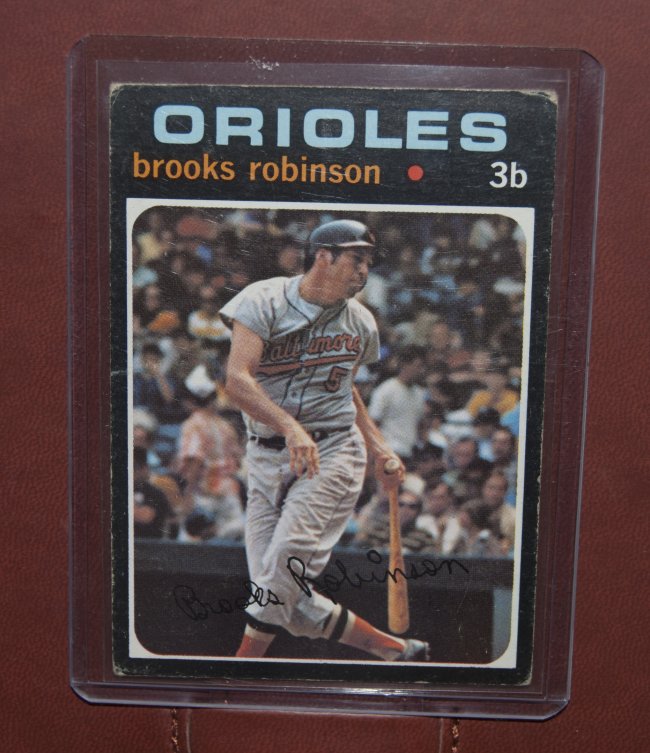 ORIOLES
brooks robinson • 3b
Baltimore
5
Brooks Robinson